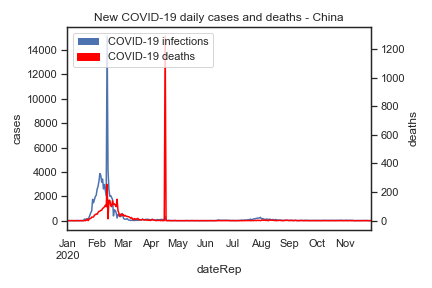 New COVID-19 daily cases and deaths - China
COVID-19 infections
COVID-19 deaths
14000
12000
10000
8000
6000
4000
2000
0
cases
1200
1000
800
600
400
200
0
deaths
Jan Feb Mar Apr May Jun Jul Aug Sep Oct Nov
2020
dateRep